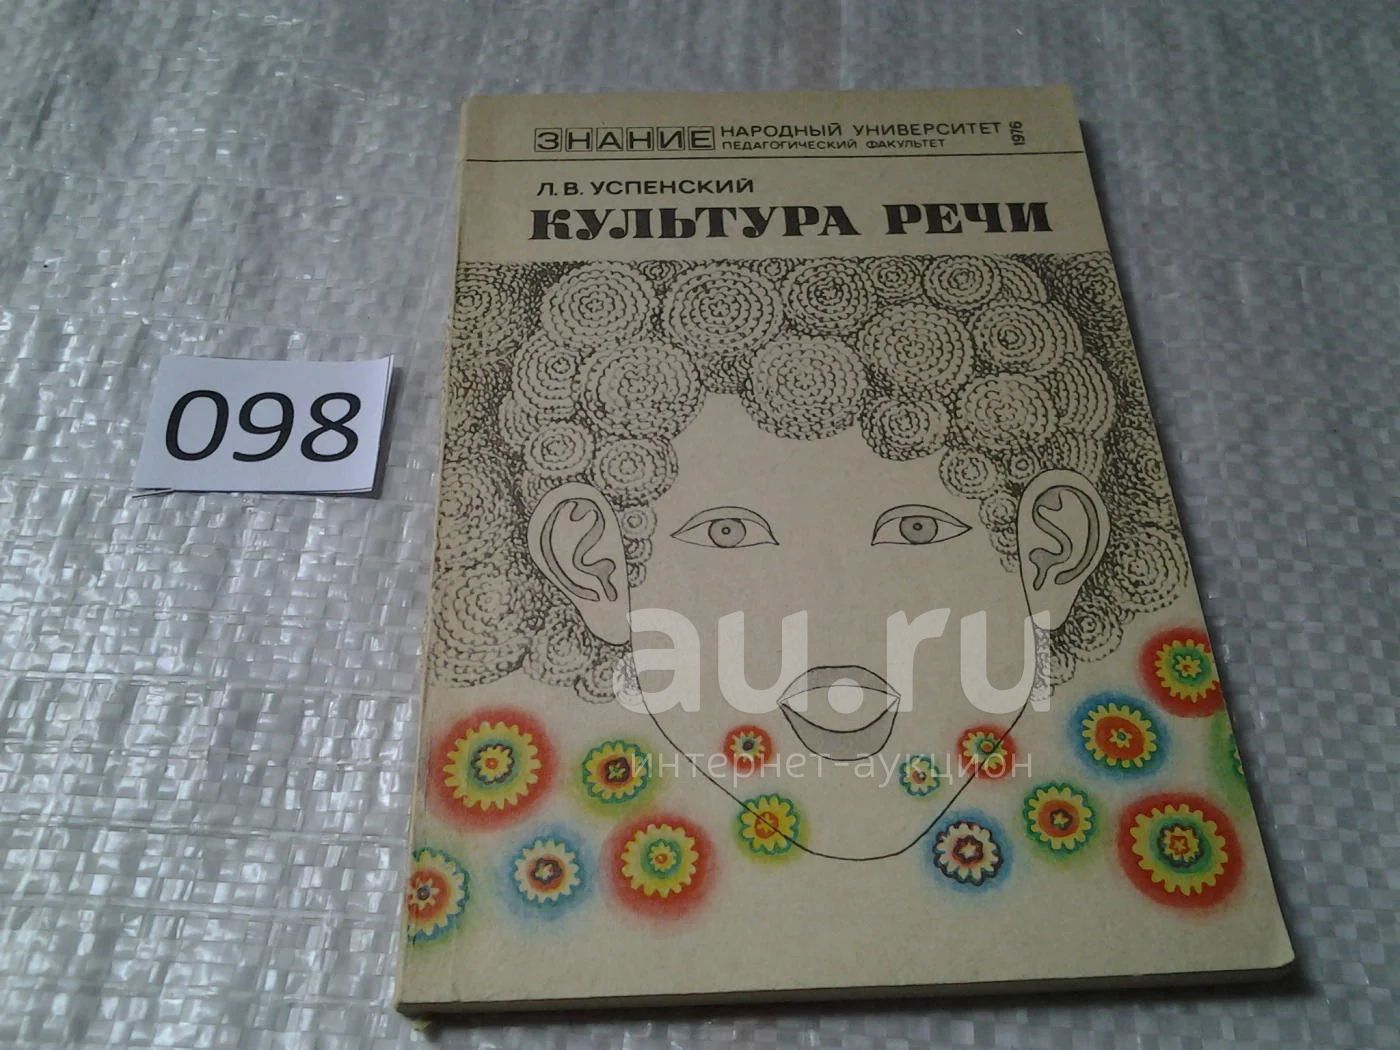 ЗНАНИЕ НАРОДНЫЙ УНИВЕРСИТЕТ
ПЕДАГОГИЧЕСКИЙ ФАКУЛЬТЕТ
1976
Л. В. УСПЕНСКИЙ
КУЛЬТУРА РЕЧИ
098
au.ru
интернет-аукцион